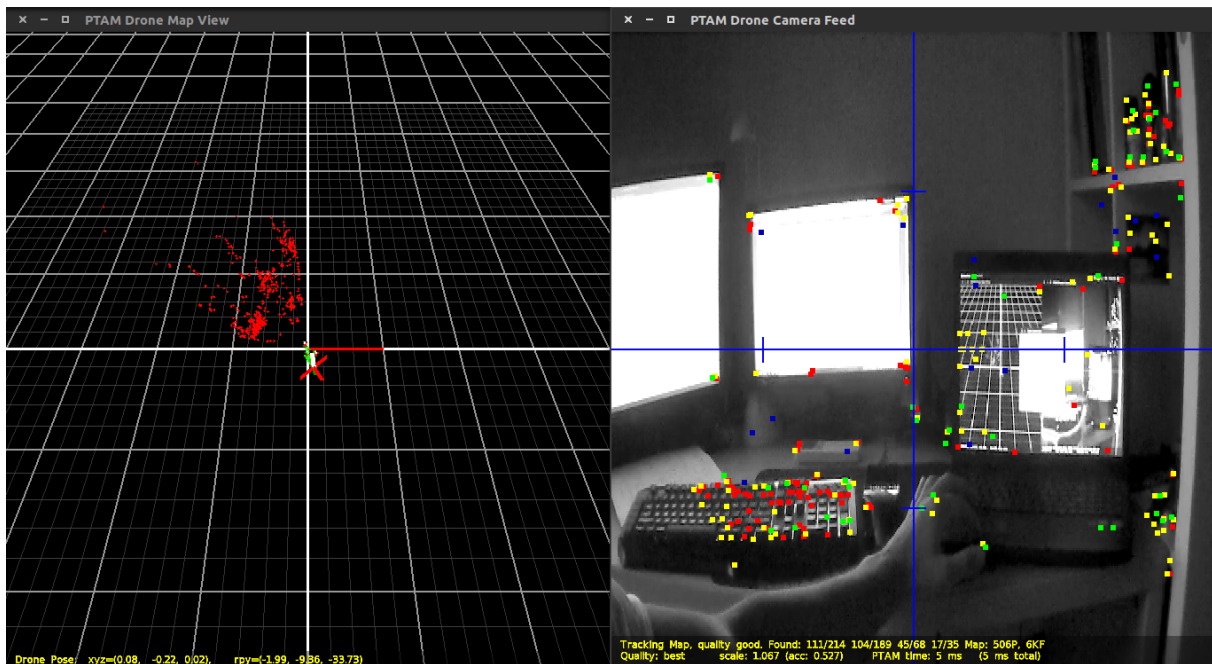 PTAM Drone Map View
PTAM Drone Camera Feed
Drone Pose: xyz=(0.08, -0.22, 0.02), rpy=(-1.99, -9.36, -33.73)
Tracking Map, quality good. Found: 111/214 104/189 45/68 17/35 Map: 506P, 6KF
Quality: best scale: 1.067 (acc: 0.527) PTAM time: 5 ms (5 ms total)